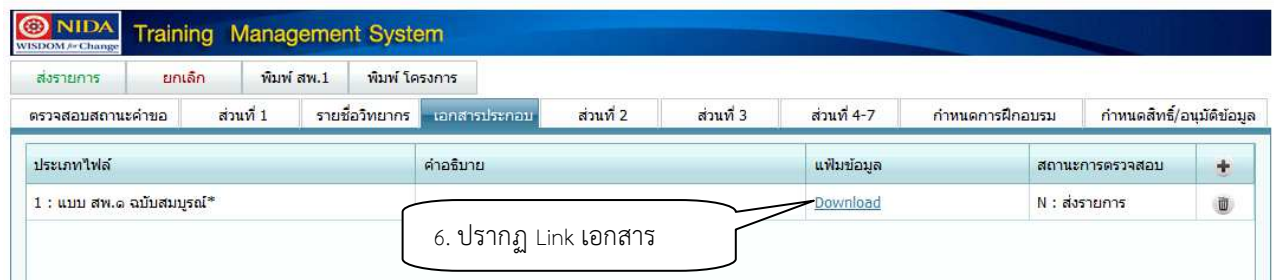 NIDA
WISDOM for Change
Training Management System
ส่งรายการ ยกเลิก พิมพ์ สพ.1 พิมพ์ โครงการ
ตรวจสอบสถานะคำขอ ส่วนที่ 1 รายชื่อวิทยากร เอกสารประกอบ ส่วนที่ 2 ส่วนที่ 3 ส่วนที่ 4-7 กำหนดการฝึกอบรม กำหนดสิทธิ์/อนุมัติข้อมูล
ประเภทไฟล์ คำอธิบาย แฟ้มข้อมูล สถานะการตรวจสอบ
1 : แบบ สพ.๑ ฉบับสมบูรณ์* Download N : ส่งรายการ
6. ปรากฏ Link เอกสาร